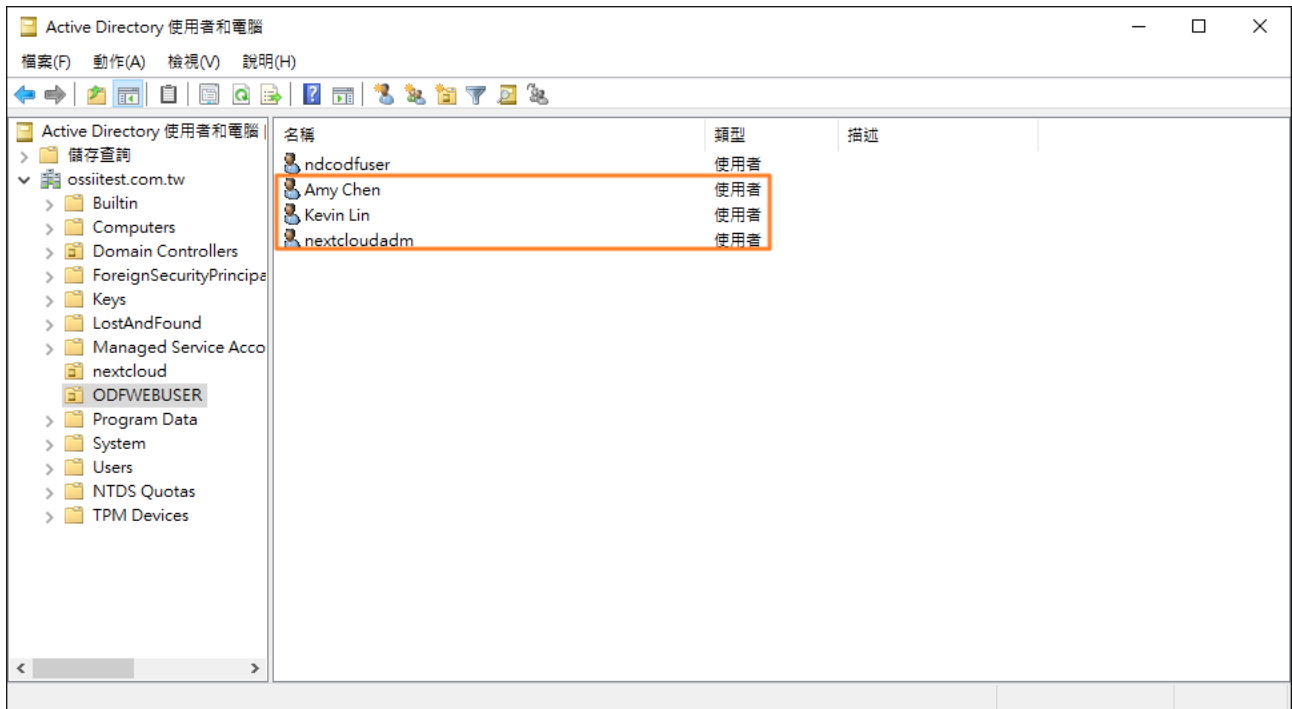 Active Directory 使用者和電腦
檔案(F) 動作(A) 檢視(V) 說明(H)
Active Directory 使用者和電腦
儲存查詢
ossiitest.com.tw
Builtin
Computers
Domain Controllers
ForeignSecurityPrincipa
Keys
LostAndFound
Managed Service Acco
nextcloud
ODFWEBUSER
Program Data
System
Users
NTDS Quotas
TPM Devices
名稱 類型 描述
ndcodfuser 使用者
Amy Chen 使用者
Kevin Lin 使用者
nextcloudadm 使用者